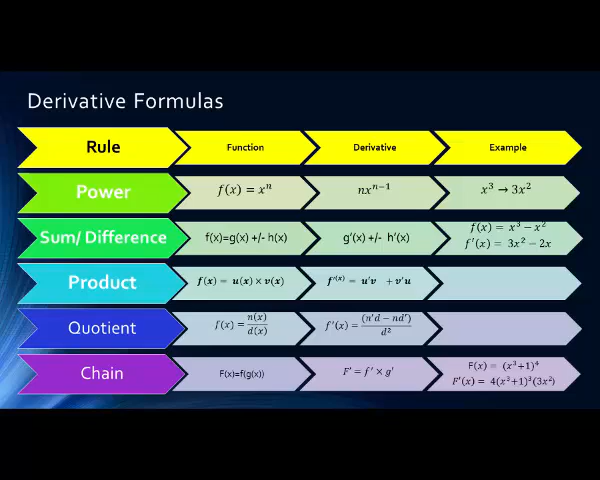 Derivative Formulas
Rule Function Derivative Example
Power f(x) = xⁿ nxⁿ⁻¹ x³ → 3x²
Sum/ Difference f(x)=g(x) +/- h(x) g'(x) +/- h'(x) f(x) = x³ − x²
f'(x) = 3x² − 2x
Product f(x) = u(x) × v(x) f'⁽ˣ⁾ = u'v + v'u
Quotient f(x) = n(x)/d(x) f'(x) = (n'd − nd')/d²
Chain F(x)=f(g(x)) F' = f' × g' F(x) = (x³+1)⁴
F'(x) = 4(x³+1)³(3x²)